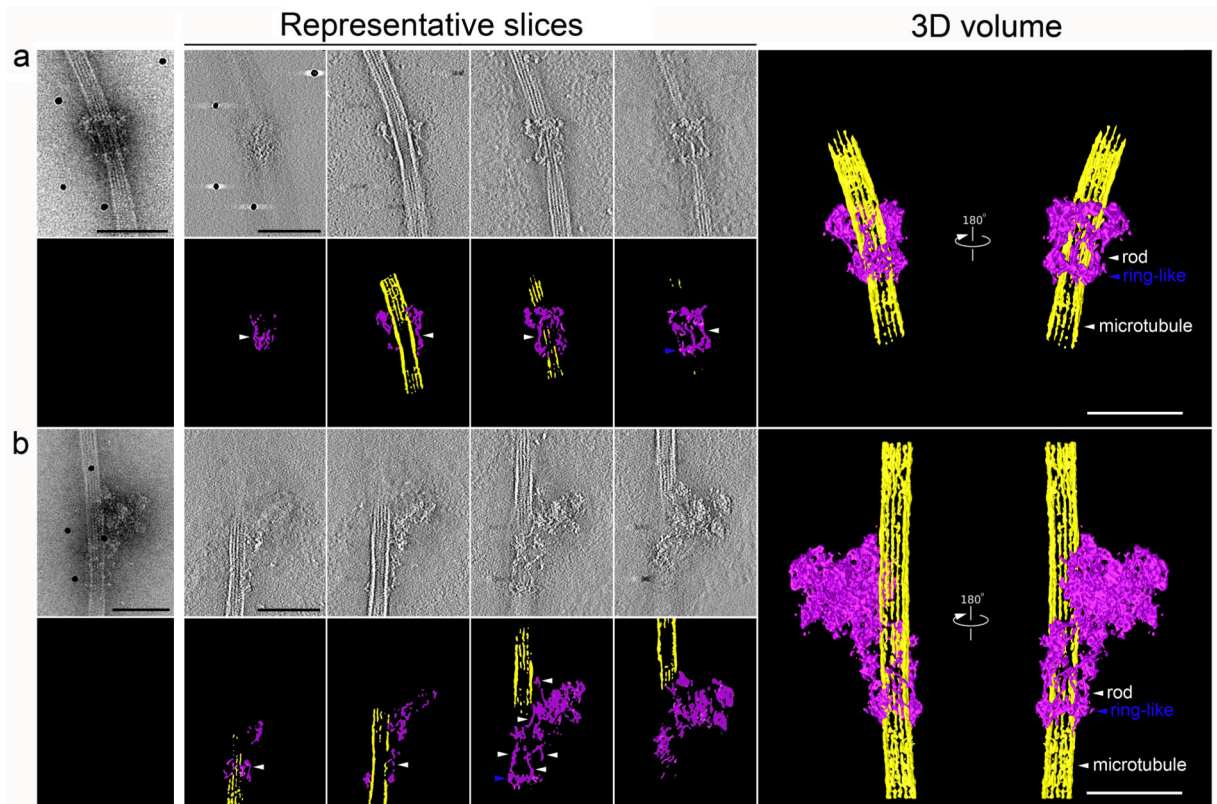 Representative slices
3D volume
a
180°
rod
ring-like
microtubule
b
180°
rod
ring-like
microtubule